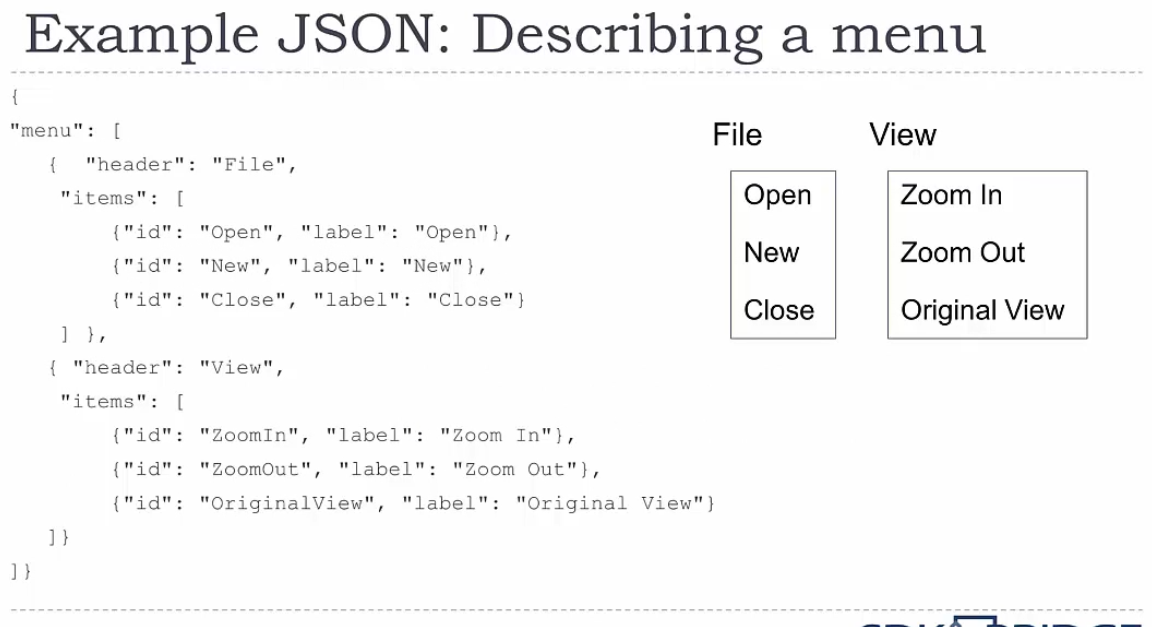 Example JSON: Describing a menu
{
"menu": [
{ "header": "File",
"items": [
{"id": "Open", "label": "Open"},
{"id": "New", "label": "New"},
{"id": "Close", "label": "Close"}
] },
{ "header": "View",
"items": [
{"id": "ZoomIn", "label": "Zoom In"},
{"id": "ZoomOut", "label": "Zoom Out"},
{"id": "OriginalView", "label": "Original View"}
]}
]}
File
Open
New
Close
View
Zoom In
Zoom Out
Original View